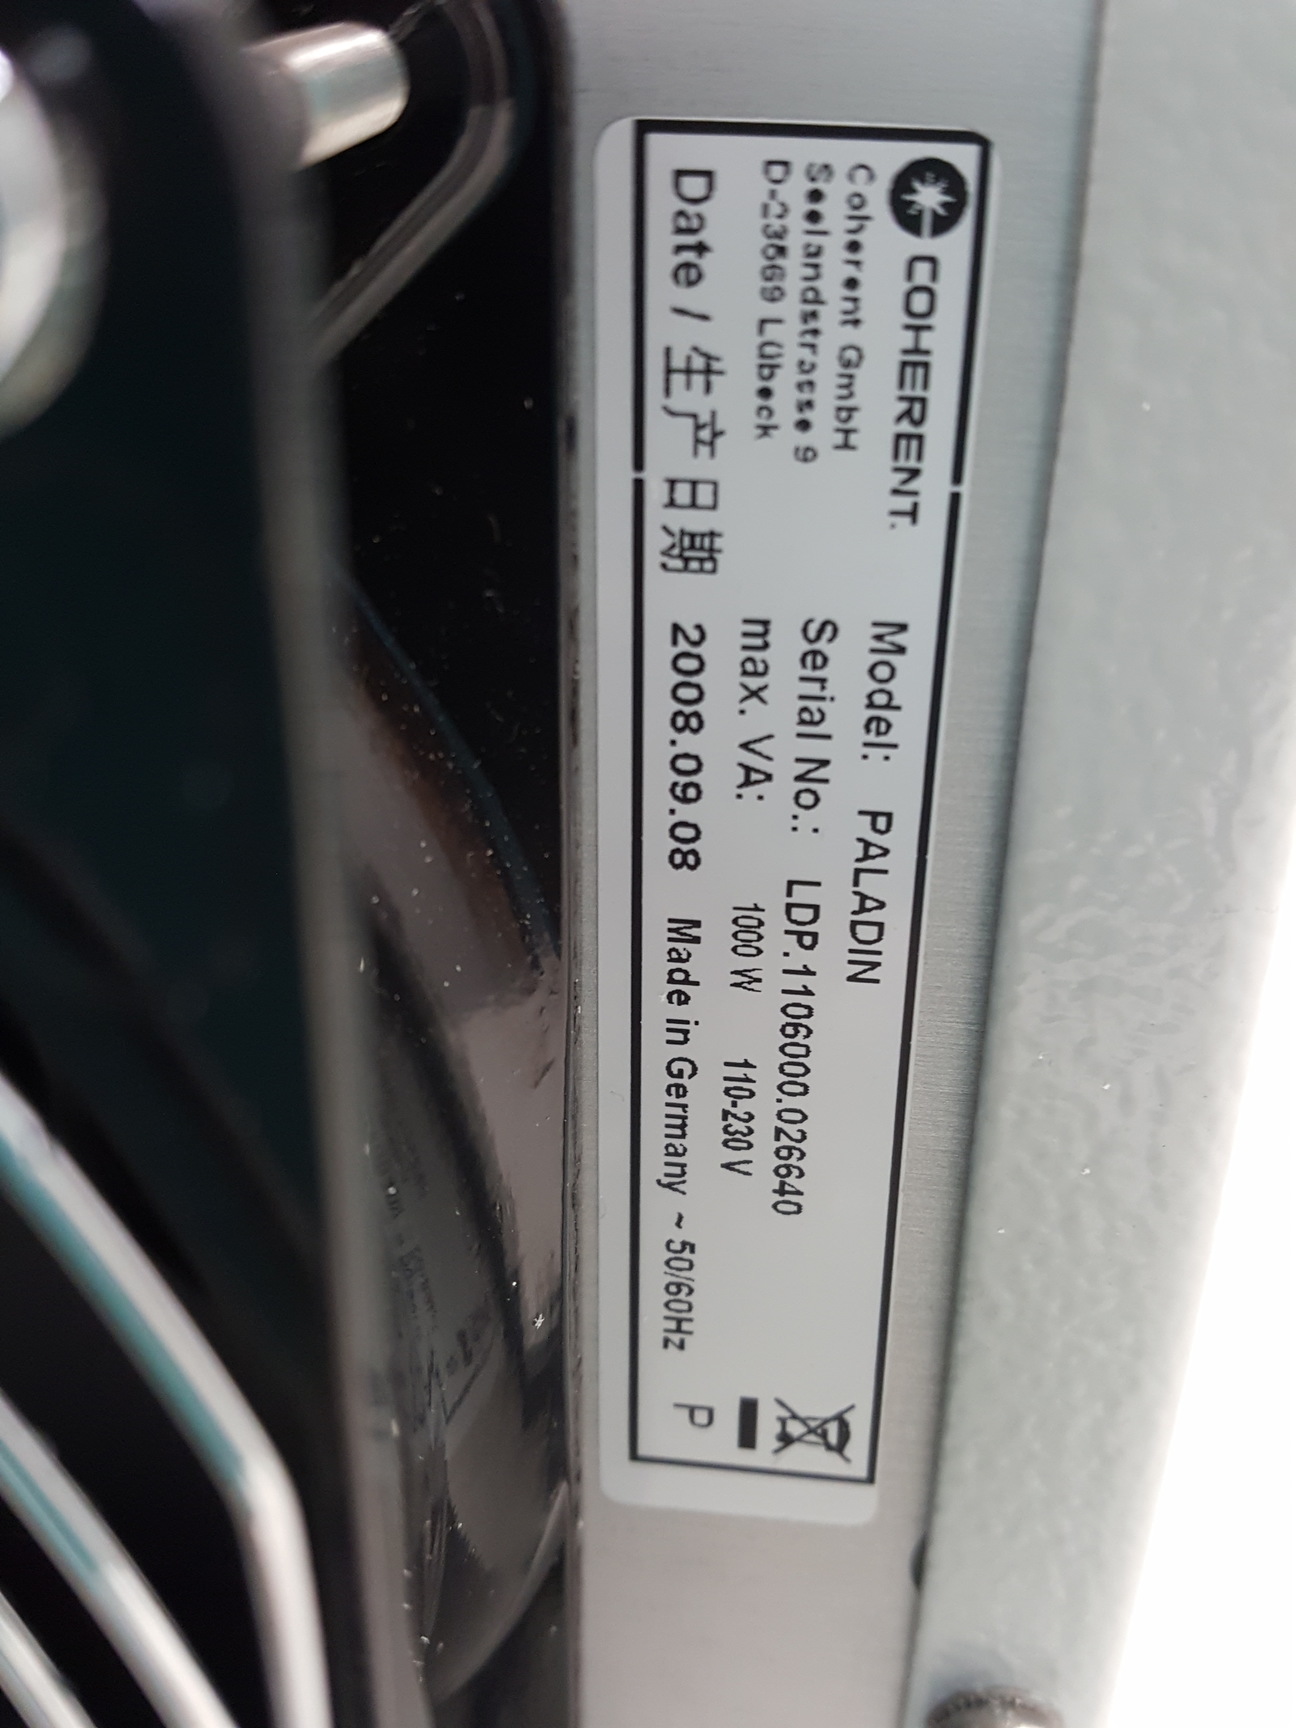 COHERENT.
Coherent GmbH
Seelandstrasse 9
D-23569 Lübeck
Model: PALADIN
Serial No.: LDP.1106000.026640
max. VA: 1000 W 110-230 V
Date / 生产日期 2008.09.08 Made in Germany ~ 50/60Hz P